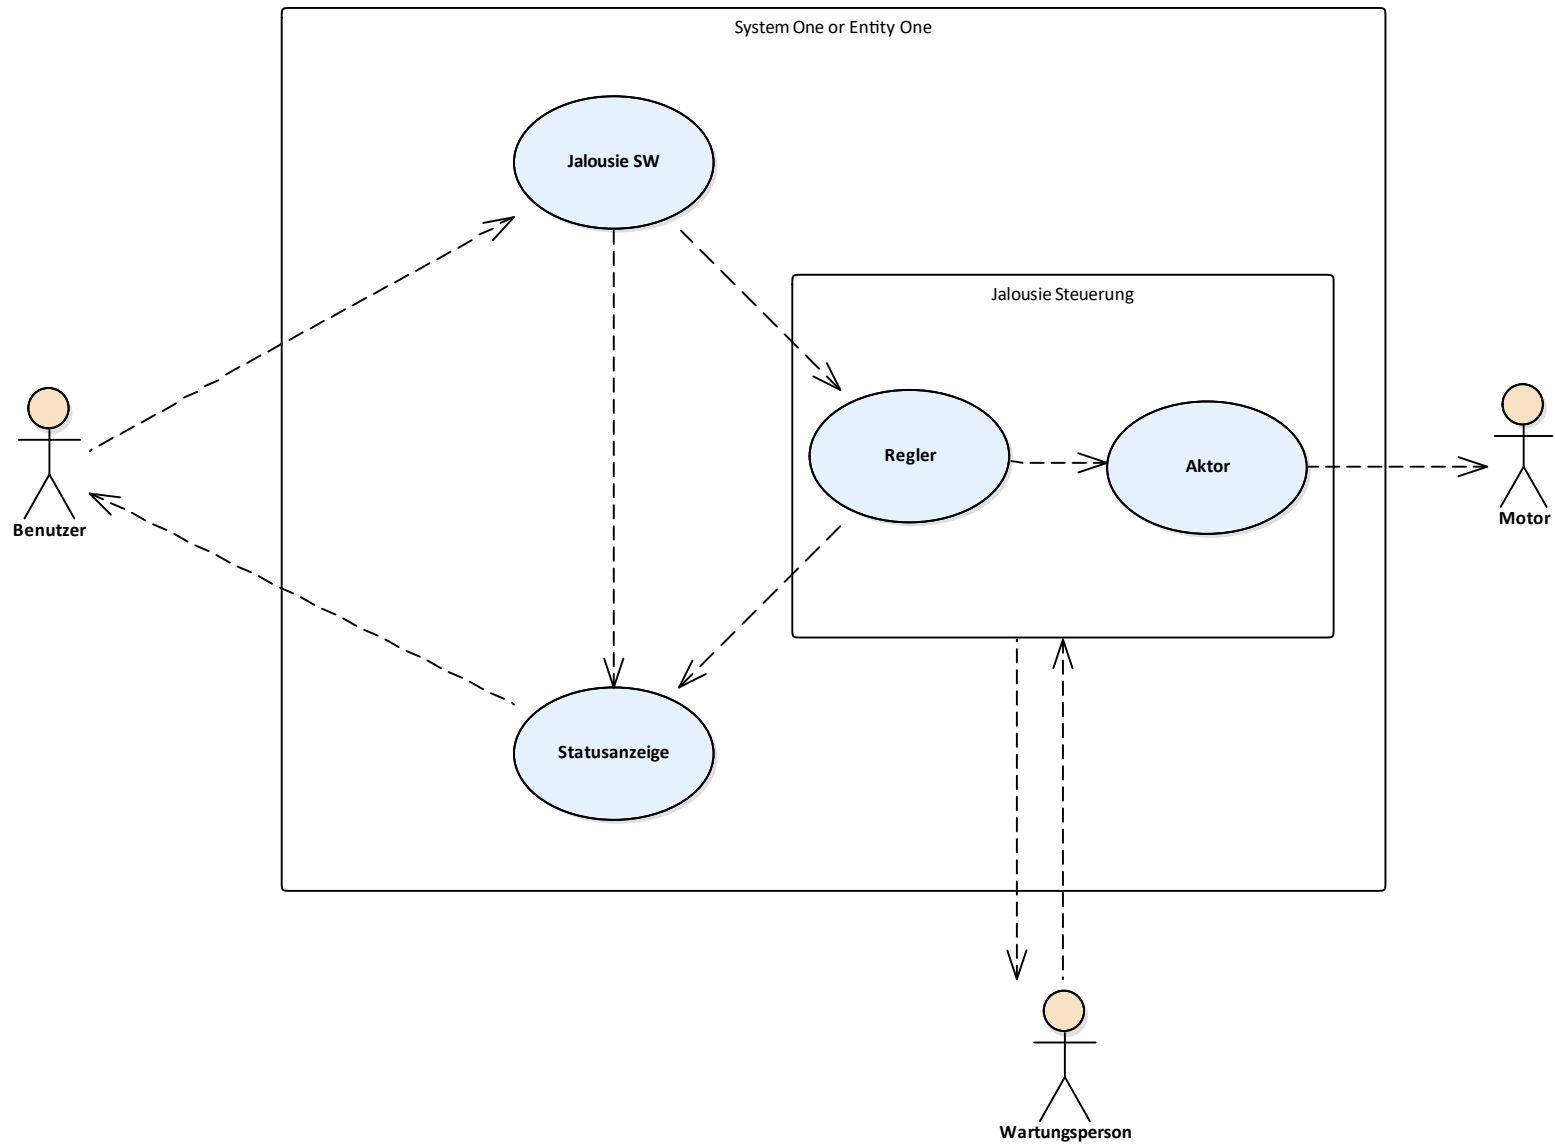 System One or Entity One
Jalousie SW
Jalousie Steuerung
Regler
Aktor
Benutzer
Motor
Statusanzeige
Wartungsperson